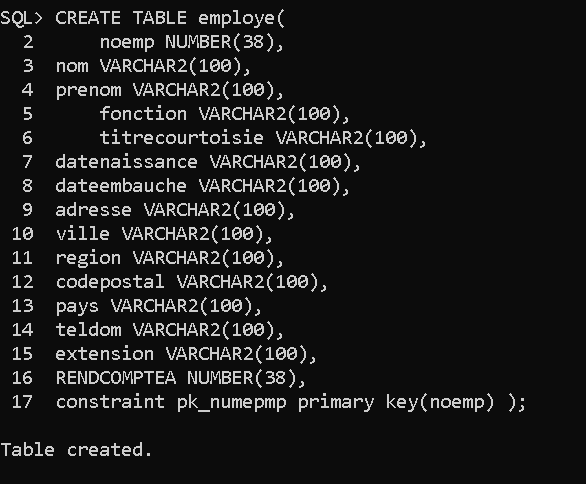 SQL> CREATE TABLE employe(
  2      noemp NUMBER(38),
  3  nom VARCHAR2(100),
  4  prenom VARCHAR2(100),
  5      fonction VARCHAR2(100),
  6      titrecourtoisie VARCHAR2(100),
  7  datenaissance VARCHAR2(100),
  8  dateembauche VARCHAR2(100),
  9  adresse VARCHAR2(100),
 10  ville VARCHAR2(100),
 11  region VARCHAR2(100),
 12  codepostal VARCHAR2(100),
 13  pays VARCHAR2(100),
 14  teldom VARCHAR2(100),
 15  extension VARCHAR2(100),
 16  RENDCOMPTEA NUMBER(38),
 17  constraint pk_numepmp primary key(noemp) );
Table created.